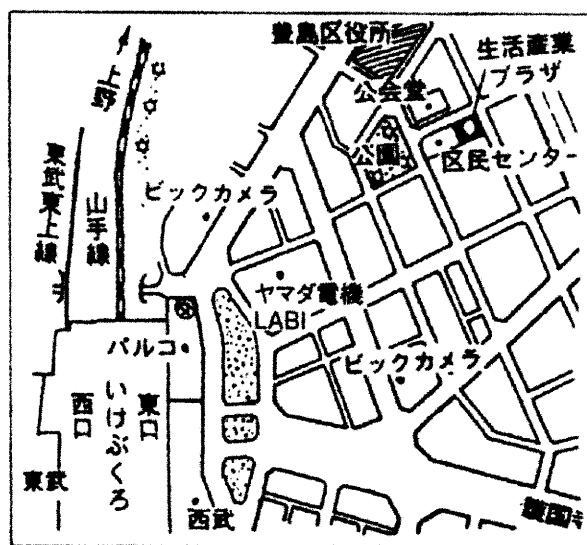 豊島区役所
生活産業
プラザ
公会堂
公園
区民センター
上野
東武東上線
山手線
ビックカメラ
ヤマダ電機
LABI
パルコ
ビックカメラ
西口
いけぶくろ
東口
東武
西武
護国寺